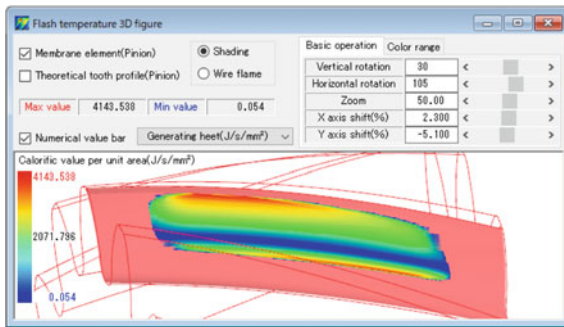 Flash temperature 3D figure
Membrane element(Pinion)
Theoretical tooth profile(Pinion)
Shading
Wire flame
Max value 4143.538 Min value 0.054
Numerical value bar Generating heet(J/s/mm²)
Basic operation Color range
Vertical rotation 30 < >
Horizontal rotation 105 < >
Zoom 50.00 < >
X axis shift(%) 2.300 < >
Y axis shift(%) -5.100 < >
Calorific value per unit area(J/s/mm²)
4143.538
2071.796
0.054